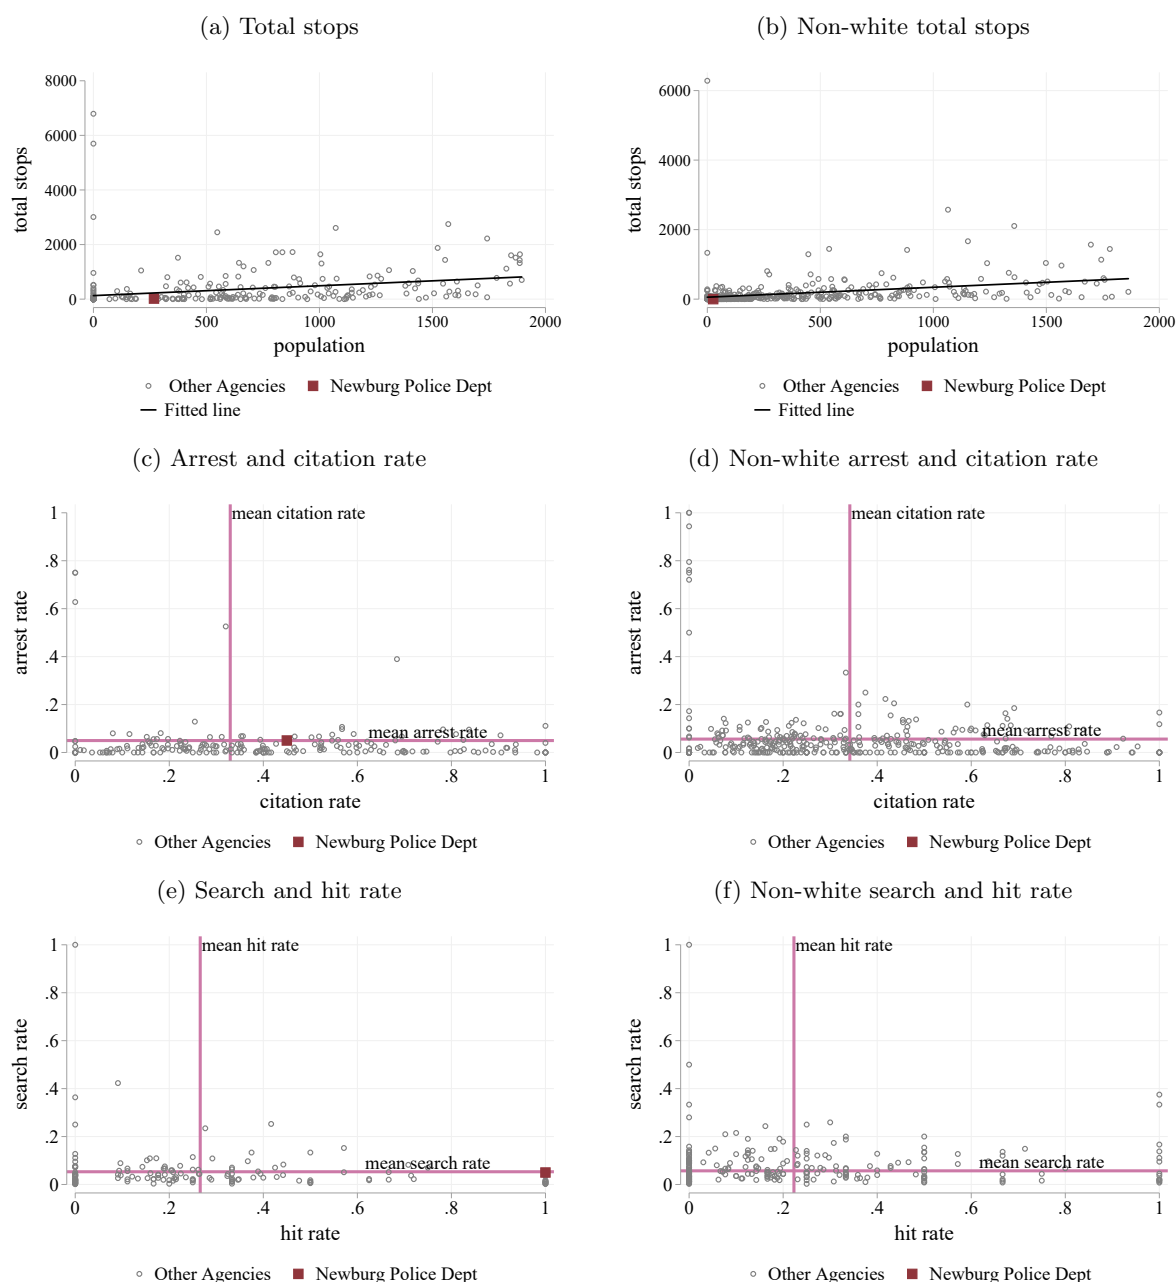 (a) Total stops
(b) Non-white total stops
total stops
8000
6000
4000
2000
0
0 500 1000 1500 2000
population
Other Agencies Newburg Police Dept
Fitted line
total stops
6000
4000
2000
0
0 500 1000 1500 2000
population
Other Agencies Newburg Police Dept
Fitted line
(c) Arrest and citation rate
(d) Non-white arrest and citation rate
arrest rate
1
.8
.6
.4
.2
0
mean citation rate
mean arrest rate
0 .2 .4 .6 .8 1
citation rate
Other Agencies Newburg Police Dept
arrest rate
1
.8
.6
.4
.2
0
mean citation rate
mean arrest rate
0 .2 .4 .6 .8 1
citation rate
Other Agencies Newburg Police Dept
(e) Search and hit rate
(f) Non-white search and hit rate
search rate
1
.8
.6
.4
.2
0
mean hit rate
mean search rate
0 .2 .4 .6 .8 1
hit rate
Other Agencies Newburg Police Dept
search rate
1
.8
.6
.4
.2
0
mean hit rate
mean search rate
0 .2 .4 .6 .8 1
hit rate
Other Agencies Newburg Police Dept